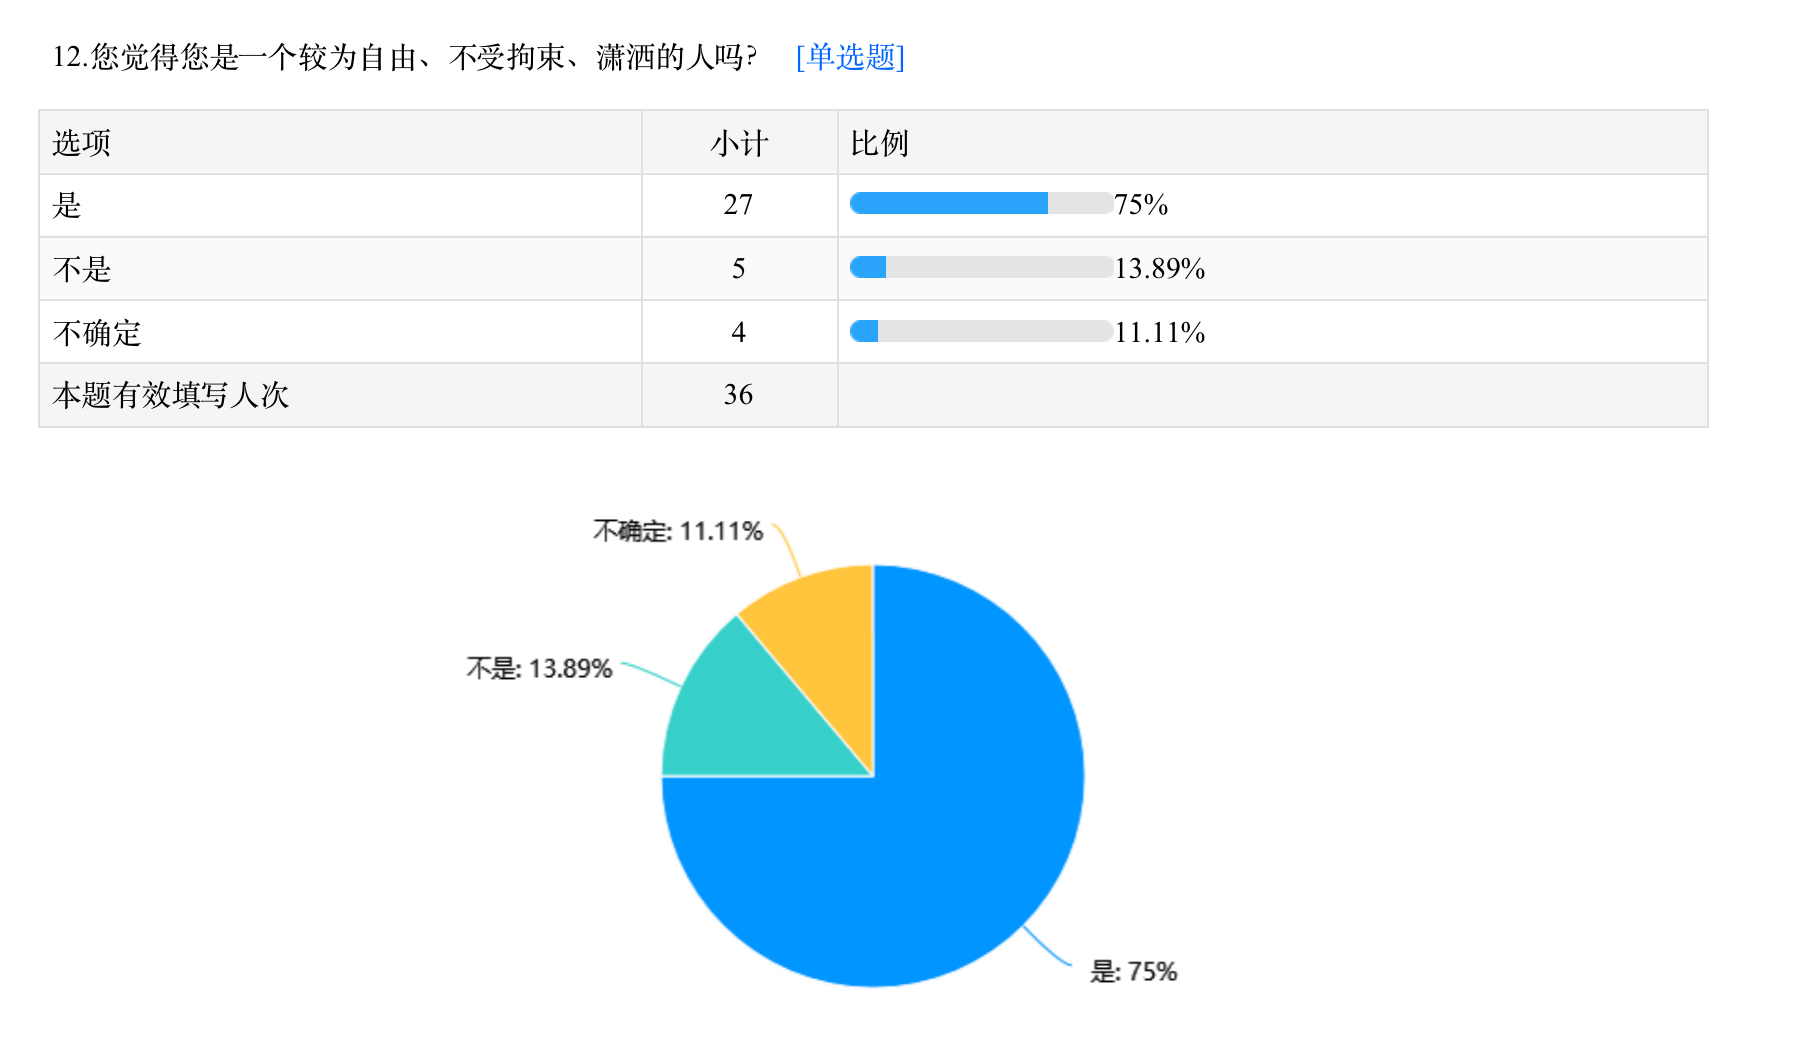 12.您觉得您是一个较为自由、不受拘束、潇洒的人吗? [单选题]
选项 小计 比例
是 27 75%
不是 5 13.89%
不确定 4 11.11%
本题有效填写人次 36
不确定: 11.11%
不是: 13.89%
是: 75%